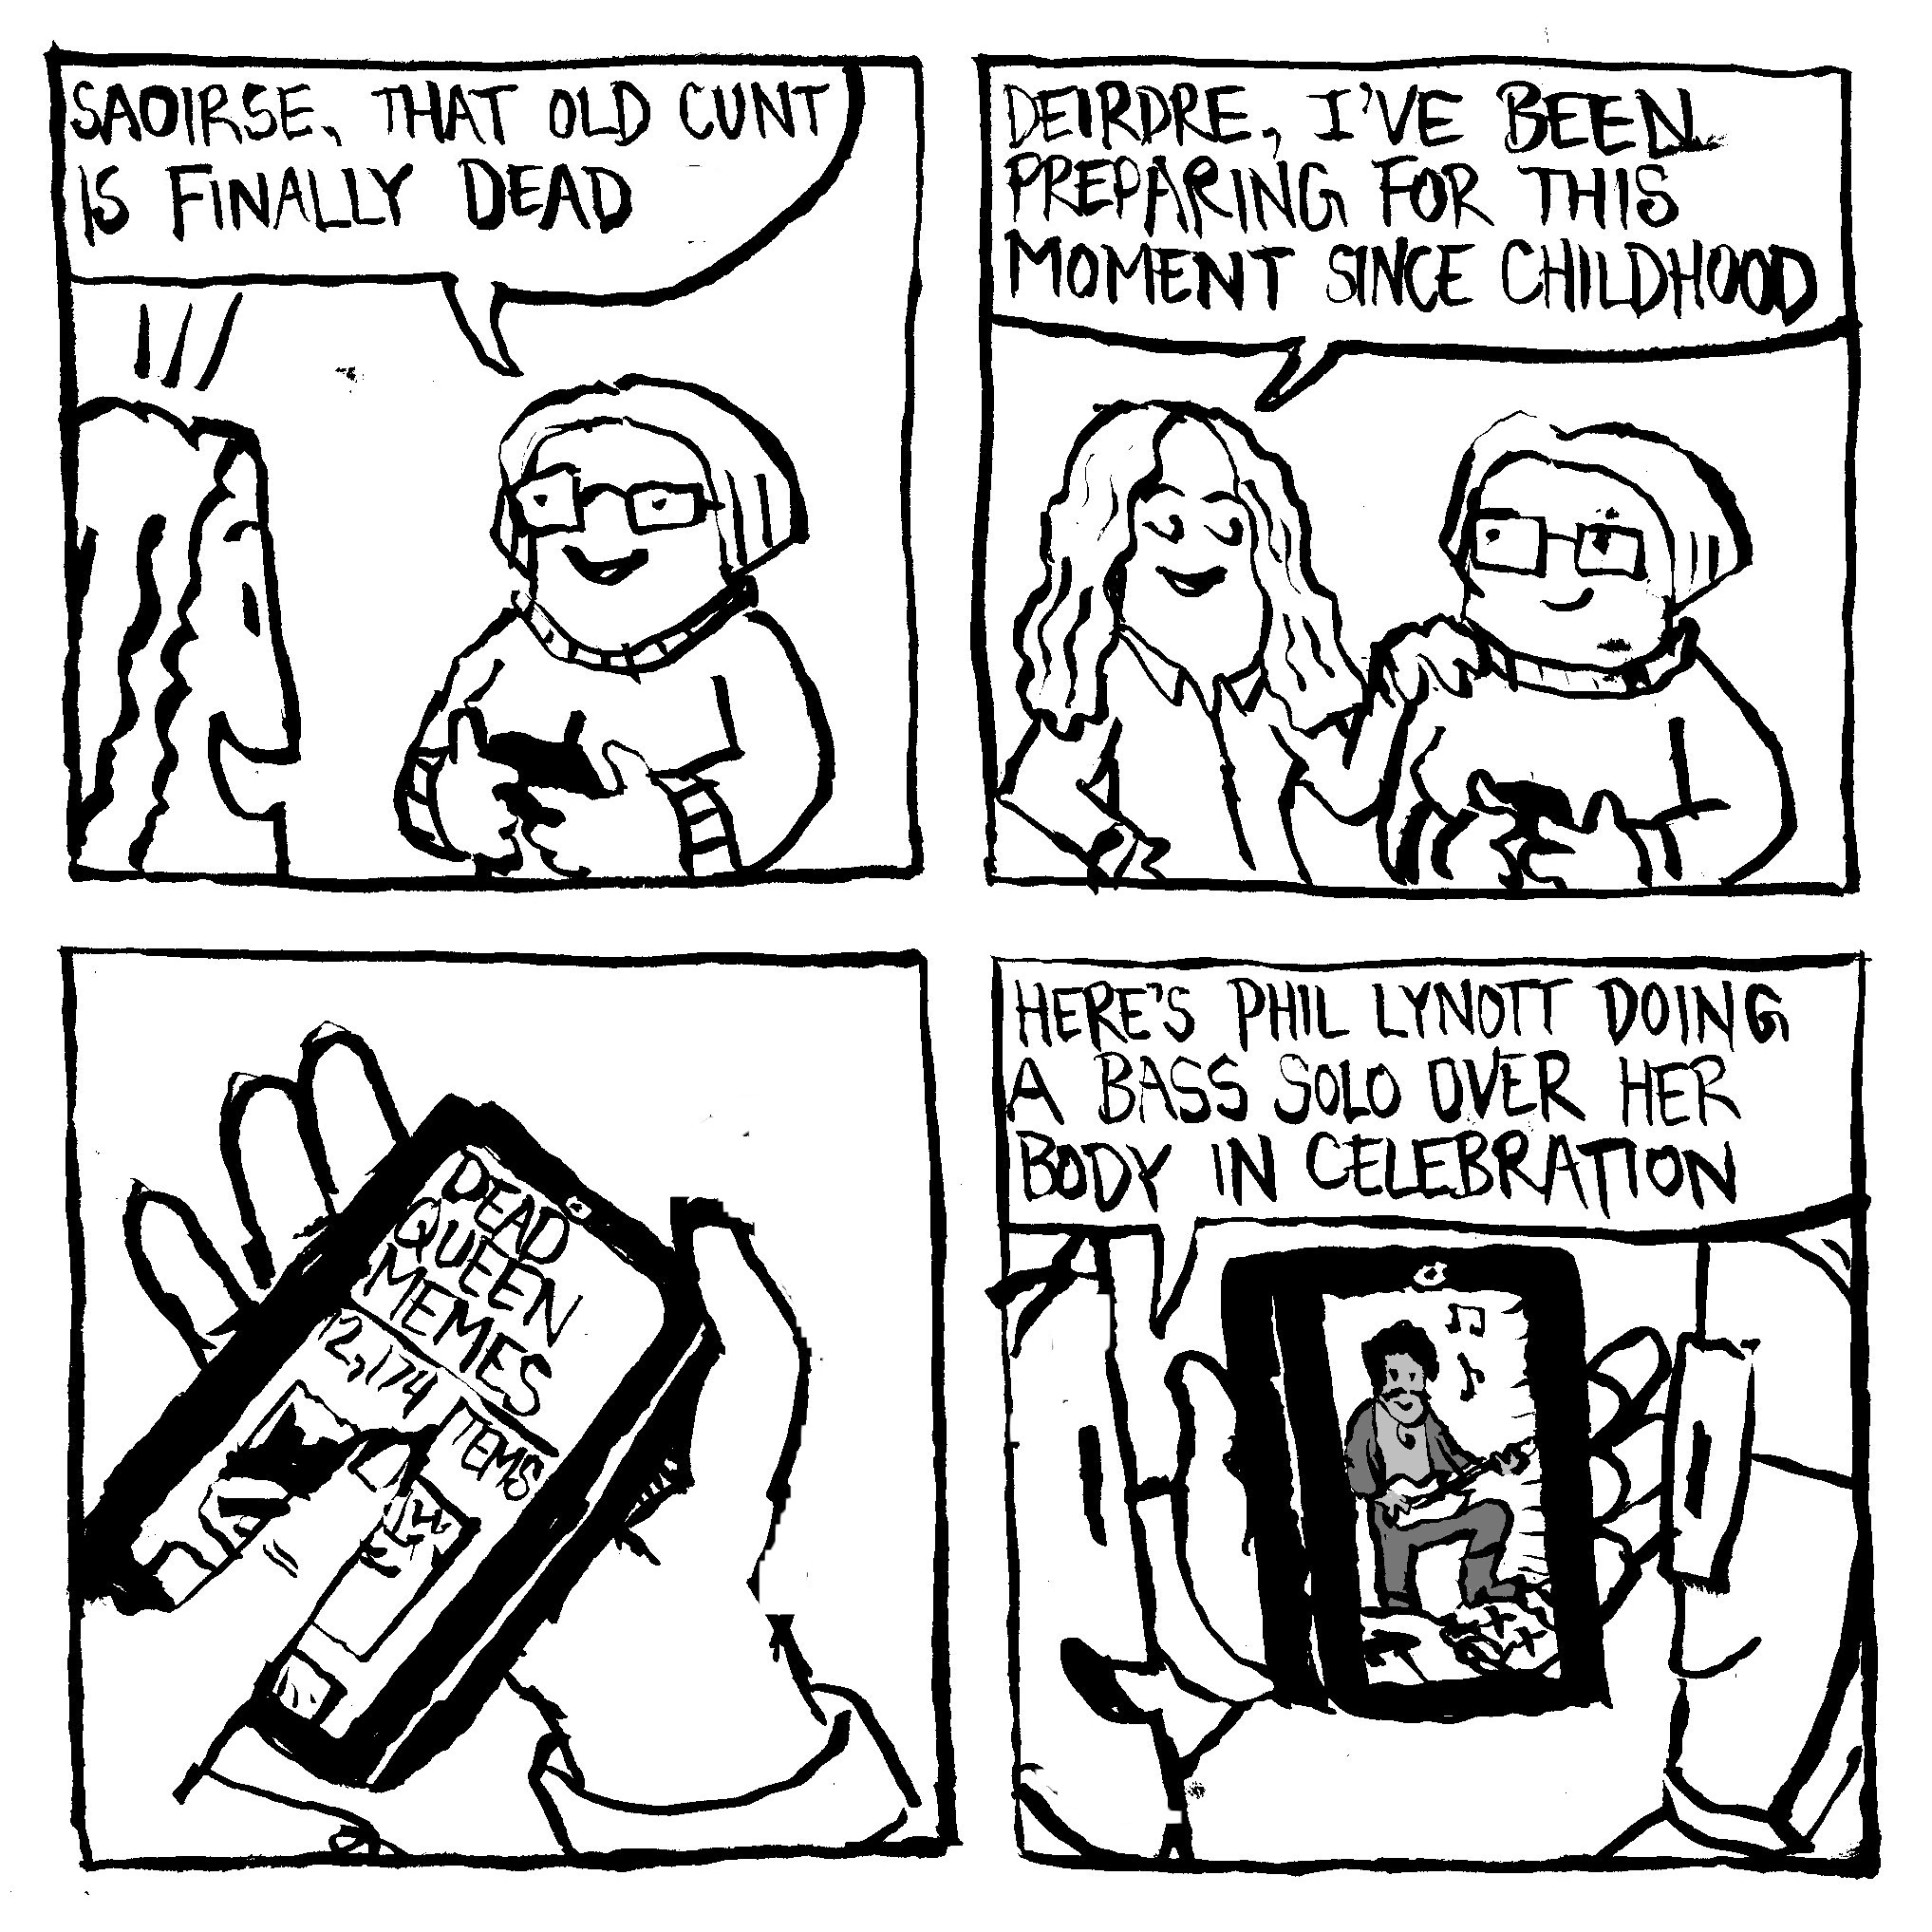 SAOIRSE, THAT OLD CUNT
IS FINALLY DEAD
DEIRDRE, I'VE BEEN
PREPARING FOR THIS
MOMENT SINCE CHILDHOOD
DEAD
QUEEN
MEMES
12,174 ITEMS
HERE'S PHIL LYNOTT DOING
A BASS SOLO OVER HER
BODY IN CELEBRATION